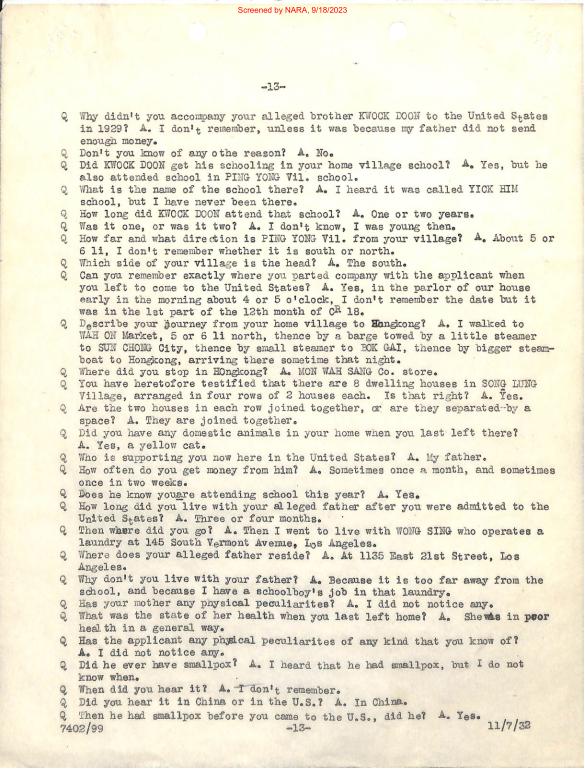 Screened by NARA, 9/18/2023
-13-
Q Why didn't you accompany your alleged brother KWOCK DOON to the United States
in 1929? A. I don't remember, unless it was because my father did not send
enough money.
Q Don't you know of any othe reason? A. No.
Q Did KWOCK DOON get his schooling in your home village school? A. Yes, but he
also attended school in PING YONG Vil. school.
Q What is the name of the school there? A. I heard it was called YICK HIM
school, but I have never been there.
Q How long did KWOCK DOON attend that school? A. One or two years.
Q Was it one, or was it two? A. I don't know, I was young then.
Q How far and what direction is PING YONG Vil. from your village? A. About 5 or
6 li, I don't remember whether it is south or north.
Q Which side of your village is the head? A. The south.
Q Can you remember exactly where you parted company with the applicant when
you left to come to the United States? A. Yes, in the parlor of our house
early in the morning about 4 or 5 o'clock, I don't remember the date but it
was in the 1st part of the 12th month of CR 18.
Q Describe your journey from your home village to Hongkong? A. I walked to
WAH ON Market, 5 or 6 li north, thence by a barge towed by a little steamer
to SUN CHONG City, thence by small steamer to HOK GAI, thence by bigger steam-
boat to Hongkong, arriving there sometime that night.
Q Where did you stop in HOngkong? A. MON WAH SANG Co. store.
Q You have heretofore testified that there are 8 dwelling houses in SONG LUNG
Village, arranged in four rows of 2 houses each. Is that right? A. Yes.
Q Are the two houses in each row joined together, or are they separated by a
space? A. They are joined together.
Q Did you have any domestic animals in your home when you last left there?
A. Yes, a yellow cat.
Q Who is supporting you now here in the United States? A. My father.
Q How often do you get money from him? A. Sometimes once a month, and sometimes
once in two weeks.
Q Does he know youare attending school this year? A. Yes.
Q How long did you live with your alleged father after you were admitted to the
United States? A. Three or four months.
Q Then where did you go? A. Then I went to live with WONG SING who operates a
laundry at 145 South Vermont Avenue, Los Angeles.
Q Where does your alleged father reside? A. At 1135 East 21st Street, Los
Angeles.
Q Why don't you live with your father? A. Because it is too far away from the
school, and because I have a schoolboy's job in that laundry.
Q Has your mother any physical peculiarites? A. I did not notice any.
Q What was the state of her health when you last left home? A. She was in poor
health in a general way.
Q Has the applicant any physical peculiarites of any kind that you know of?
A. I did not notice any.
Q Did he ever have smallpox? A. I heard that he had smallpox, but I do not
know when.
Q When did you hear it? A. I don't remember.
Q Did you hear it in China or in the U.S.? A. In China.
Q Then he had smallpox before you came to the U.S., did he? A. Yes.
7402/99 -13- 11/7/32